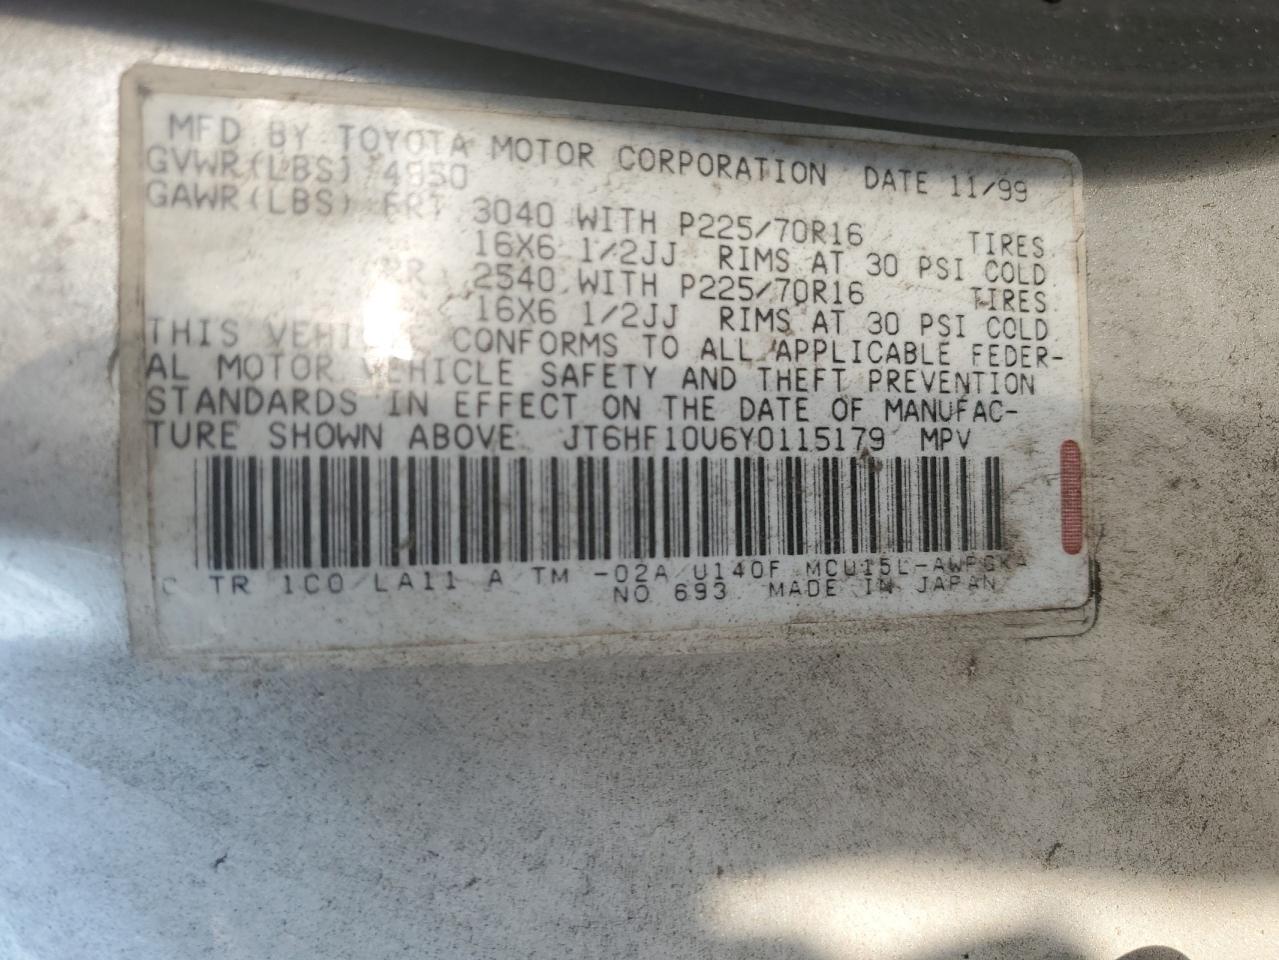 MFD BY TOYOTA MOTOR CORPORATION DATE 11/99
GVWR(LBS) 4950
GAWR(LBS) FRT 3040 WITH P225/70R16 TIRES
16X6 1/2JJ RIMS AT 30 PSI COLD
RR 2540 WITH P225/70R16 TIRES
16X6 1/2JJ RIMS AT 30 PSI COLD
THIS VEHICLE CONFORMS TO ALL APPLICABLE FEDER-
AL MOTOR VEHICLE SAFETY AND THEFT PREVENTION
STANDARDS IN EFFECT ON THE DATE OF MANUFAC-
TURE SHOWN ABOVE JT6HF10U6Y0115179 MPV
C TR 1C0 LA11 A TM -02A/U140F MCU15L-AWPGKA
NO 693 MADE IN JAPAN